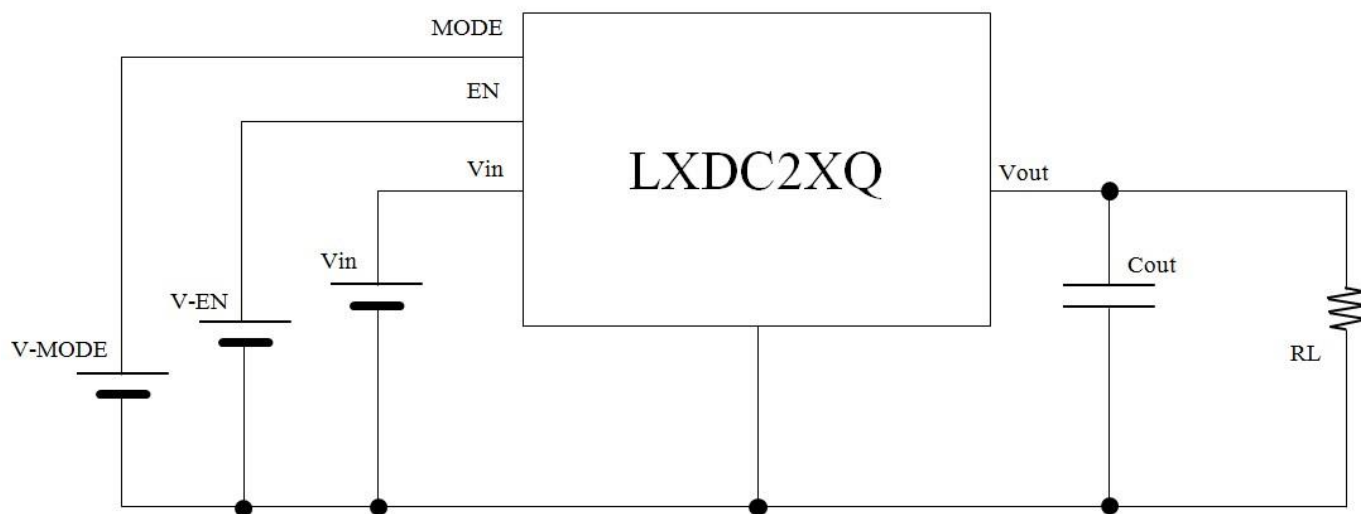 MODE
EN
Vin
LXDC2XQ
Vout
Vin
Cout
V-EN
V-MODE
RL